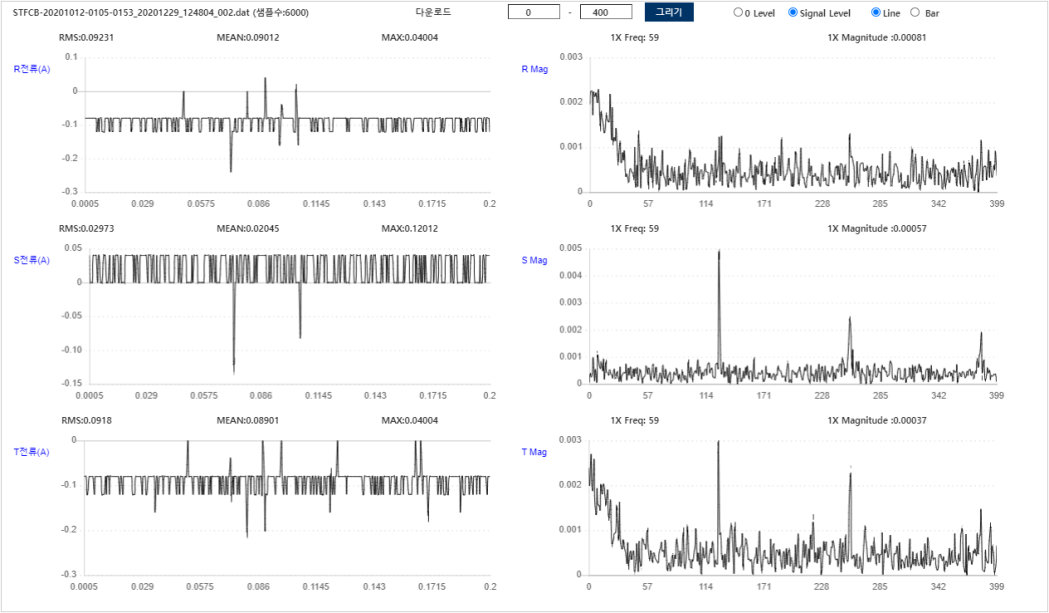 STFCB-20201012-0105-0153_20201229_124804_002.dat (샘플수:6000) 다운로드 0 - 400 그리기 0 Level Signal Level Line Bar
RMS:0.09231 MEAN:0.09012 MAX:0.04004 1X Freq: 59 1X Magnitude :0.00081
R전류(A)
0.1
0
-0.1
-0.2
-0.3
0.0005 0.029 0.0575 0.086 0.1145 0.143 0.1715 0.2
R Mag
0.003
0.002
0.001
0
0 57 114 171 228 285 342 399
RMS:0.02973 MEAN:0.02045 MAX:0.12012 1X Freq: 59 1X Magnitude :0.00057
S전류(A)
0.05
0
-0.05
-0.10
-0.15
0.0005 0.029 0.0575 0.086 0.1145 0.143 0.1715 0.2
S Mag
0.005
0.004
0.003
0.002
0.001
0
0 57 114 171 228 285 342 399
RMS:0.0918 MEAN:0.08901 MAX:0.04004 1X Freq: 59 1X Magnitude :0.00037
T전류(A)
0
-0.1
-0.2
-0.3
0.0005 0.029 0.0575 0.086 0.1145 0.143 0.1715 0.2
T Mag
0.003
0.002
0.001
0
0 57 114 171 228 285 342 399